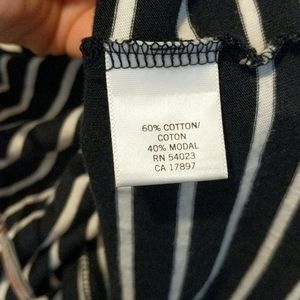 60% COTTON/
COTON
40% MODAL
RN 54023
CA 17897